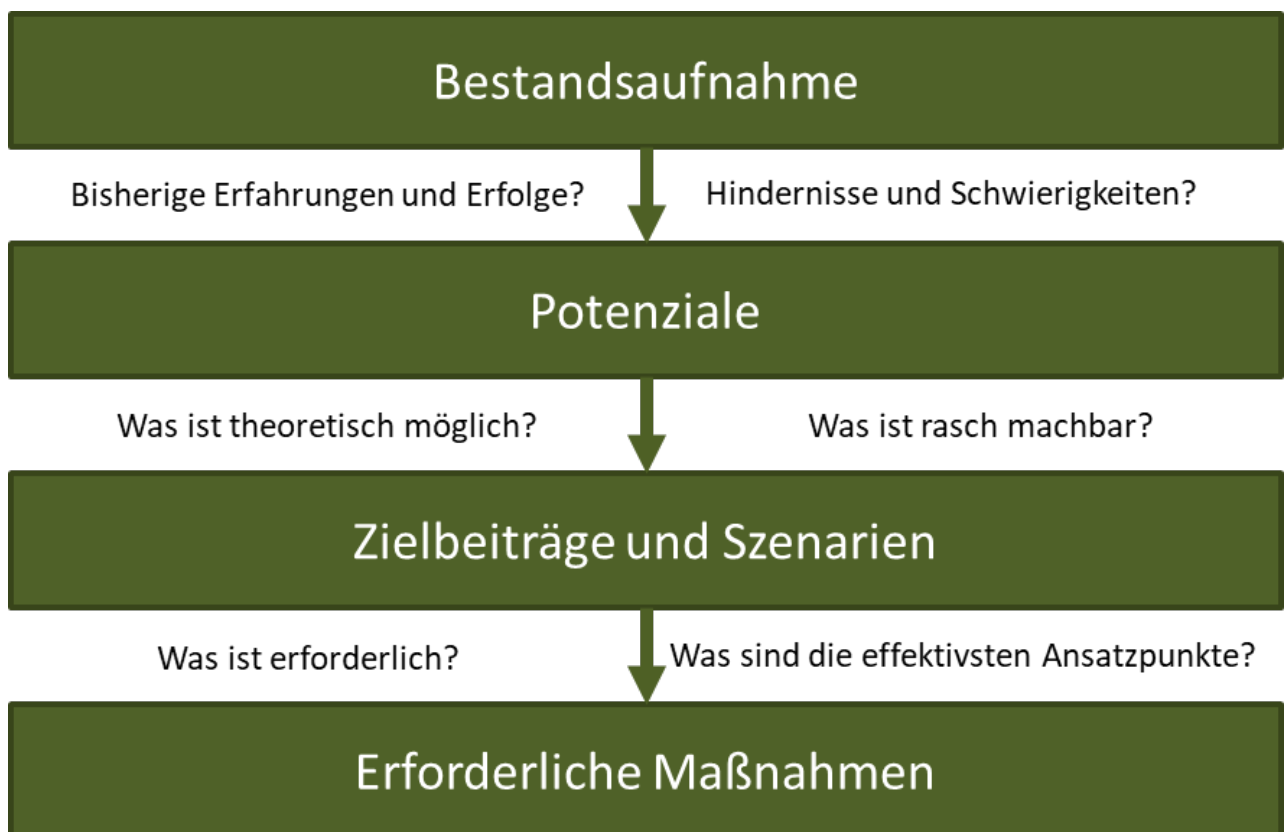 Bestandsaufnahme
Bisherige Erfahrungen und Erfolge?
Hindernisse und Schwierigkeiten?
Potenziale
Was ist theoretisch möglich?
Was ist rasch machbar?
Zielbeiträge und Szenarien
Was ist erforderlich?
Was sind die effektivsten Ansatzpunkte?
Erforderliche Maßnahmen